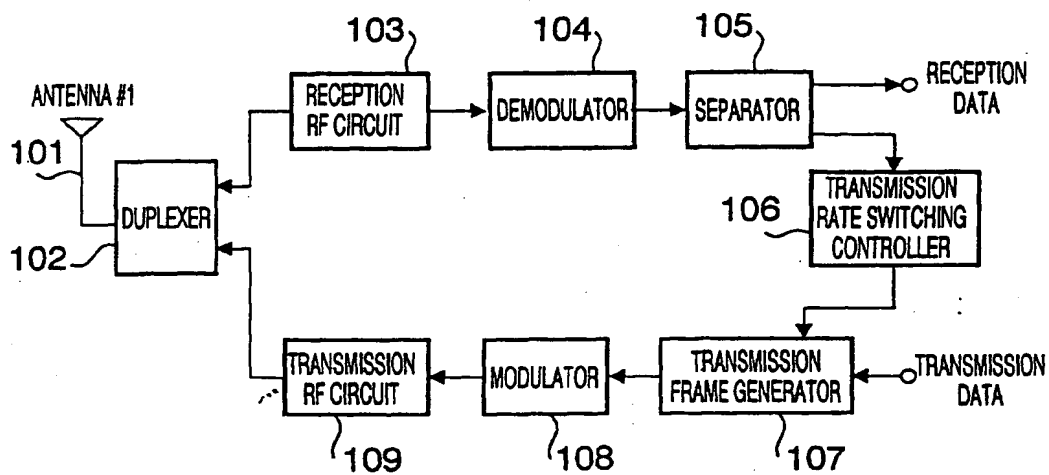 103
104
105
ANTENNA #1
RECEPTION
RF CIRCUIT
DEMODULATOR
SEPARATOR
RECEPTION
DATA
101
DUPLEXER
102
106
TRANSMISSION
RATE SWITCHING
CONTROLLER
TRANSMISSION
RF CIRCUIT
MODULATOR
TRANSMISSION
FRAME GENERATOR
TRANSMISSION
DATA
109
108
107